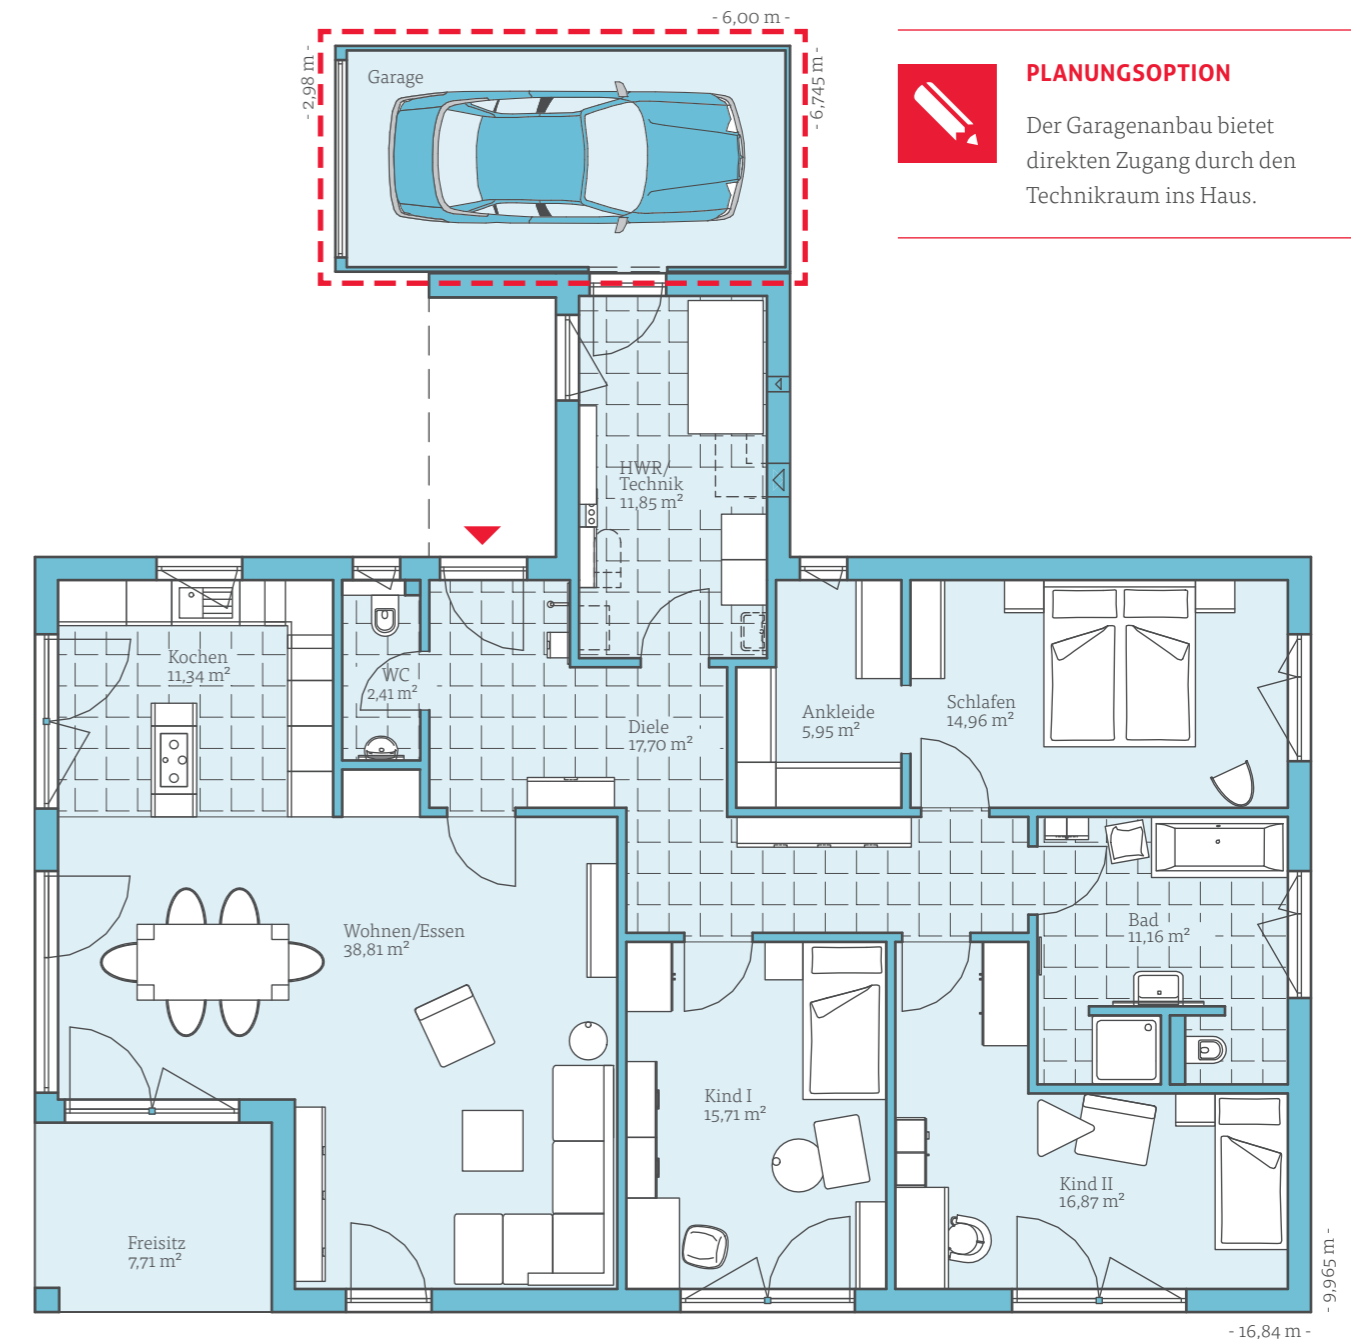 - 6,00 m -
- 2,98 m -
Garage
- 6,745 m -
PLANUNGSOPTION
Der Garagenanbau bietet
direkten Zugang durch den
Technikraum ins Haus.
HWR/
Technik
11,85 m²
Kochen
11,34 m²
WC
2,41 m²
Diele
17,70 m²
Ankleide
5,95 m²
Schlafen
14,96 m²
Wohnen/Essen
38,81 m²
Bad
11,16 m²
Kind I
15,71 m²
Kind II
16,87 m²
Freisitz
7,71 m²
- 9,965 m -
- 16,84 m -